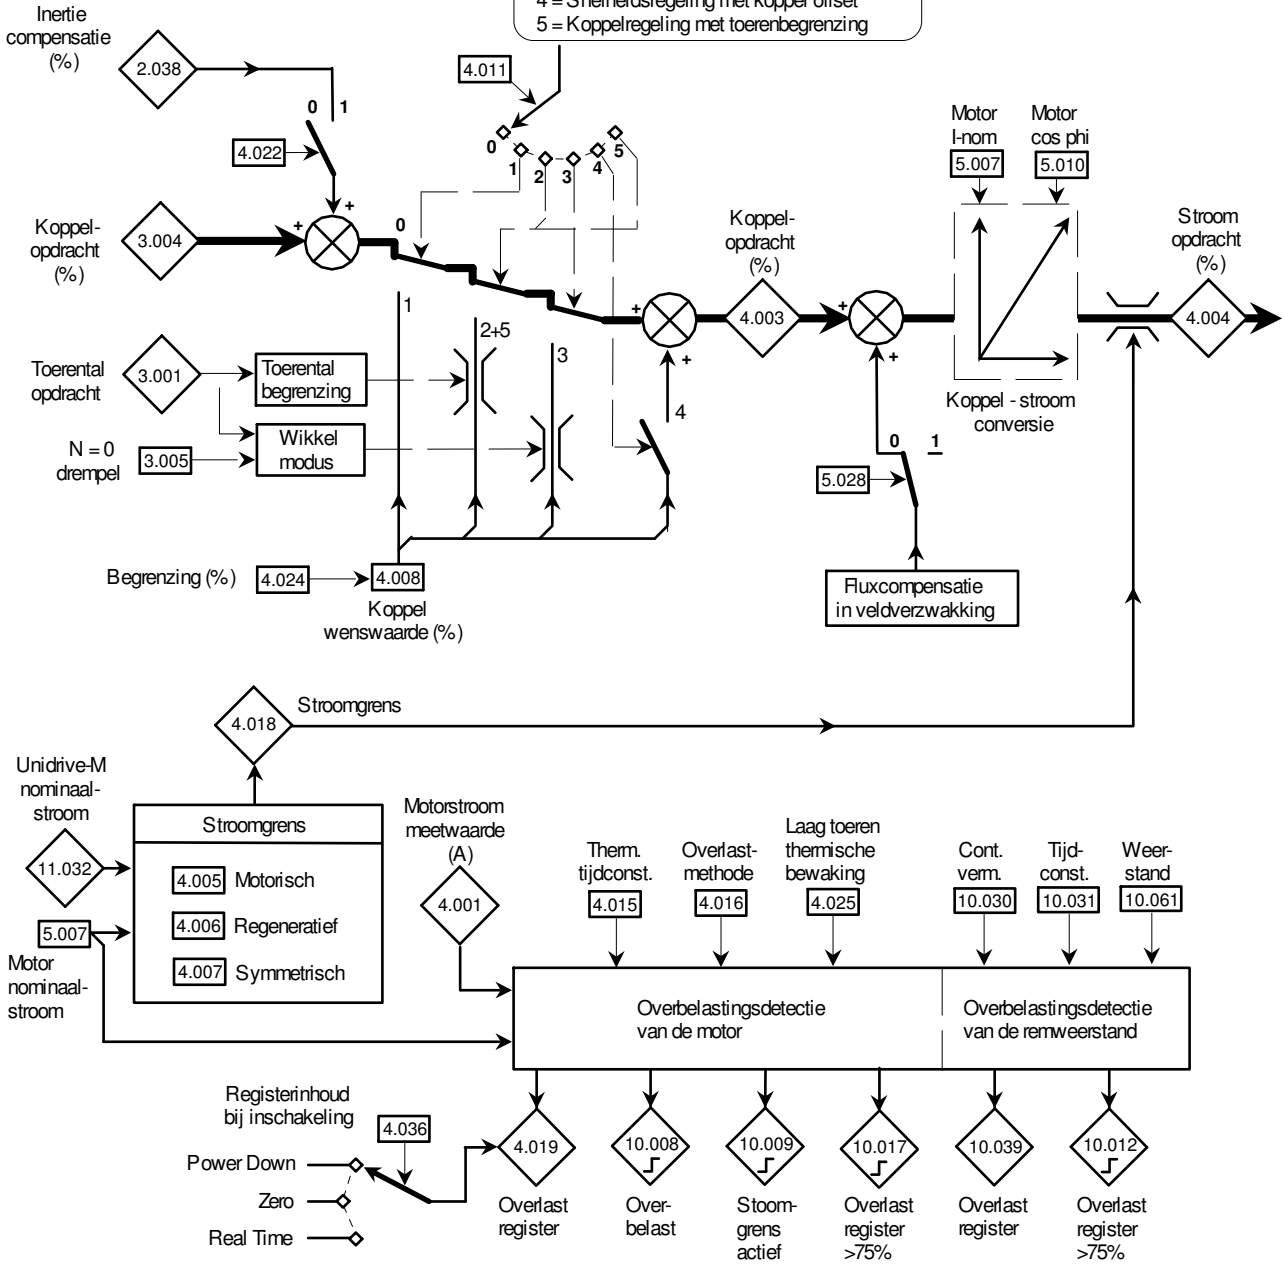 4 = Snelheidsregeling met koppel offset
5 = Koppelregeling met toerenbegrenzing
Inertie
compensatie
(%)
2.038
4.011
0 1
4.022
0
1
2
3
4
5
Motor
I-nom
5.007
Motor
cos phi
5.010
Koppel-
opdracht
(%)
3.004
+
+
0
Koppel-
opdracht
(%)
4.003
+
+
+
+
Stroom
opdracht
(%)
4.004
Koppel - stroom
conversie
1
2+5
3
4
Toerental
opdracht
3.001
Toerental
begrenzing
N = 0
drempel
3.005
Wikkel
modus
0 1
5.028
Fluxcompensatie
in veldverzwakking
Begrenzing (%)
4.024
4.008
Koppel
wenswaarde (%)
4.018
Stroomgrens
Unidrive-M
nominaal-
stroom
11.032
5.007
Motor
nominaal-
stroom
Stroomgrens
4.005 Motorisch
4.006 Regeneratief
4.007 Symmetrisch
Motorstroom
meetwaarde
(A)
4.001
Therm.
tijdconst.
4.015
Overlast-
methode
4.016
Laag toeren
thermische
bewaking
4.025
Cont.
verm.
10.030
Tijd-
const.
10.031
Weer-
stand
10.061
Overbelastingsdetectie
van de motor
Overbelastingsdetectie
van de remweerstand
Registerinhoud
bij inschakeling
4.036
Power Down
Zero
Real Time
4.019
Overlast
register
10.008
Over-
belast
10.009
Stoom-
grens
actief
10.017
Overlast
register
>75%
10.039
Overlast
register
10.012
Overlast
register
>75%